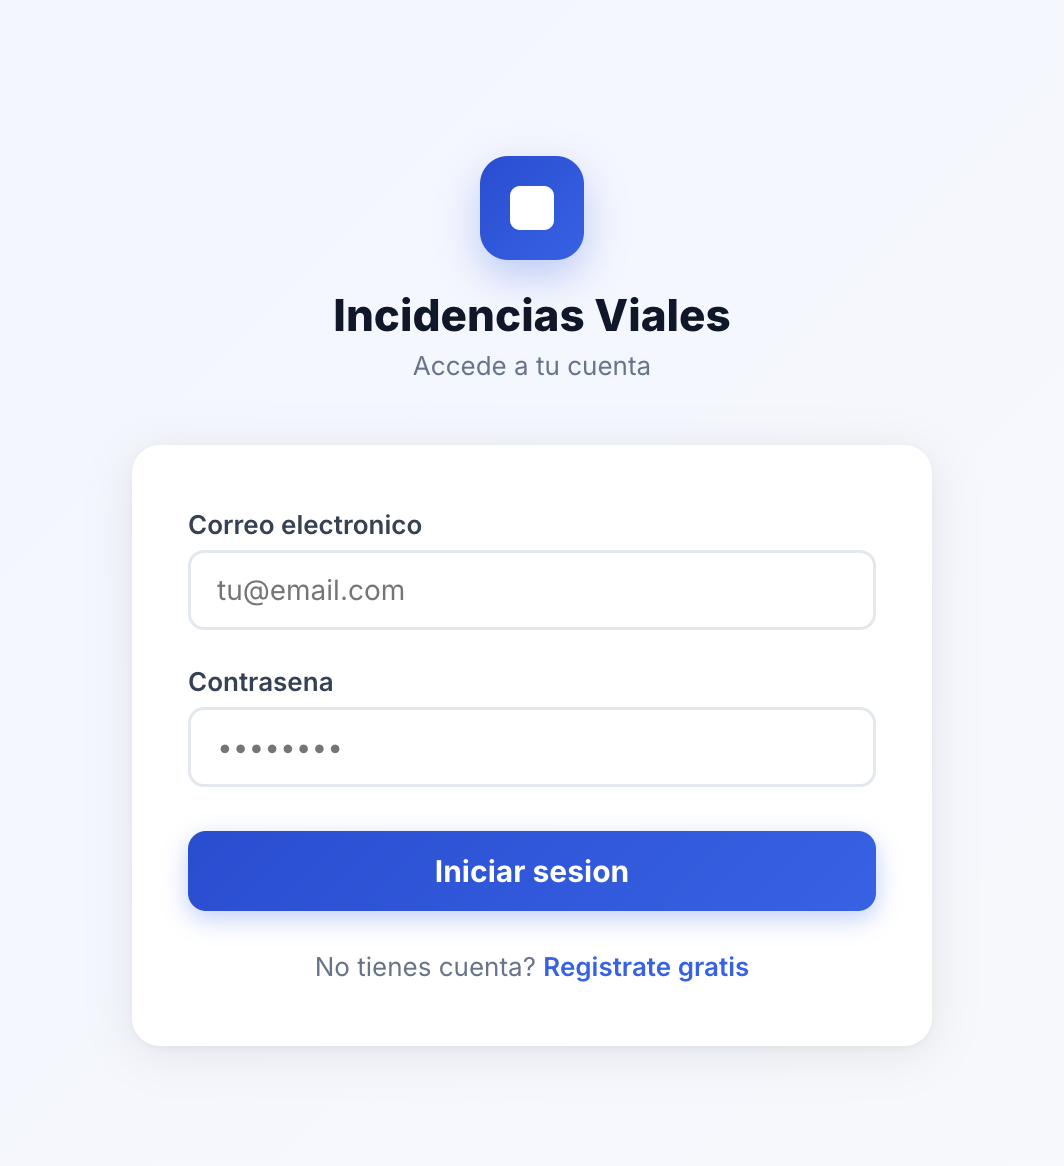 Incidencias Viales
Accede a tu cuenta
Correo electronico
tu@email.com
Contrasena
••••••••
Iniciar sesion
No tienes cuenta? Registrate gratis